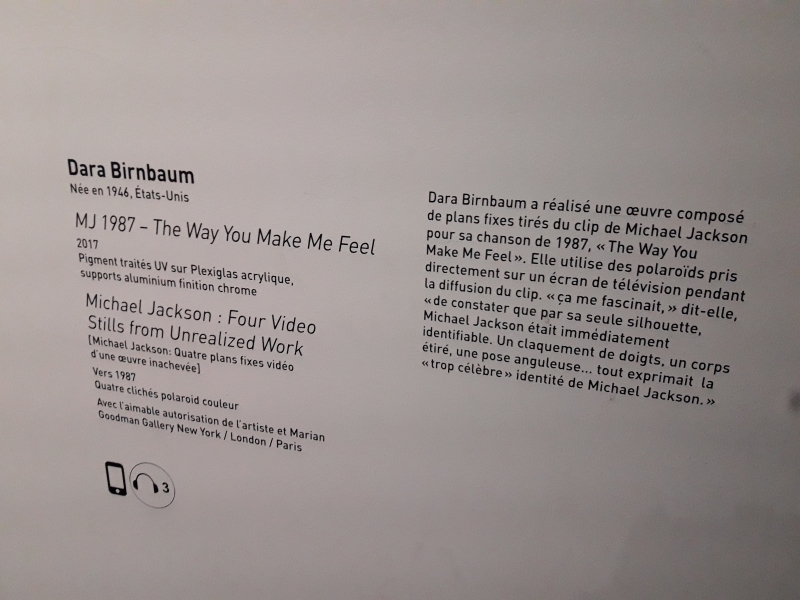 Dara Birnbaum
Née en 1946, États-Unis
MJ 1987 – The Way You Make Me Feel
2017
Pigment traités UV sur Plexiglas acrylique,
supports aluminium finition chrome
Michael Jackson : Four Video
Stills from Unrealized Work
[Michael Jackson: Quatre plans fixes vidéo
d'une œuvre inachevée]
Vers 1987
Quatre clichés polaroid couleur
Avec l'aimable autorisation de l'artiste et Marian
Goodman Gallery New York / London / Paris
3
Dara Birnbaum a réalisé une œuvre composé
de plans fixes tirés du clip de Michael Jackson
pour sa chanson de 1987, « The Way You
Make Me Feel ». Elle utilise des polaroïds pris
directement sur un écran de télévision pendant
la diffusion du clip. « ça me fascinait, » dit-elle,
« de constater que par sa seule silhouette,
Michael Jackson était immédiatement
identifiable. Un claquement de doigts, un corps
étiré, une pose anguleuse... tout exprimait la
« trop célèbre » identité de Michael Jackson. »